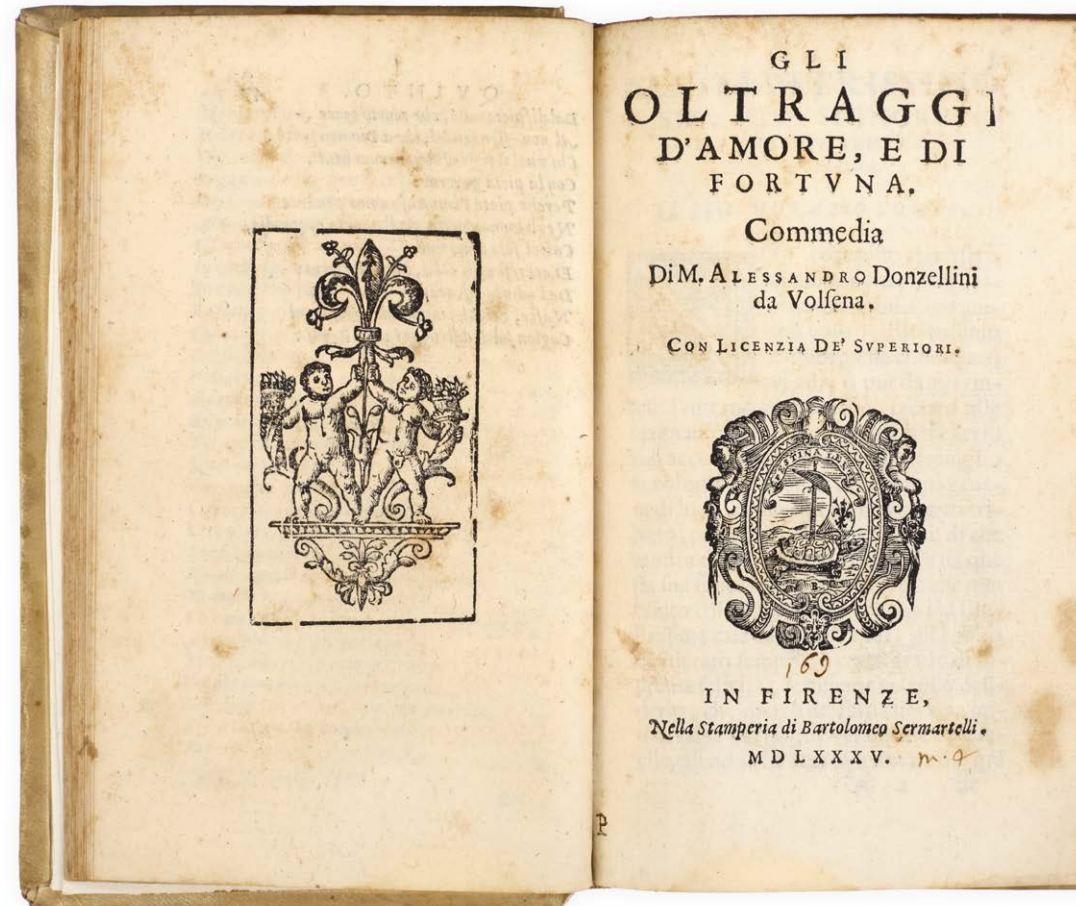 GLI
OLTRAGGI
D'AMORE, E DI
FORTVNA.
Commedia
Di M. ALESSANDRO Donzellini
da Volſena.
CON LICENZIA DE' SVPERIORI.
169
IN FIRENZE,
Nella Stamperia di Bartolomeo Sermartelli.
MDLXXXV.